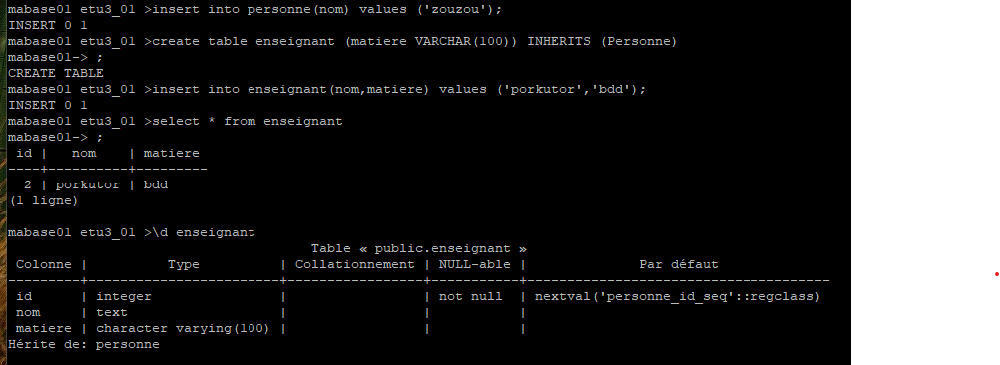 mabase01 etu3_01 >insert into personne(nom) values ('zouzou');
INSERT 0 1
mabase01 etu3_01 >create table enseignant (matiere VARCHAR(100)) INHERITS (Personne)
mabase01-> ;
CREATE TABLE
mabase01 etu3_01 >insert into enseignant(nom,matiere) values ('porkutor','bdd');
INSERT 0 1
mabase01 etu3_01 >select * from enseignant
mabase01-> ;
 id |   nom    | matiere
----+----------+---------
  2 | porkutor | bdd
(1 ligne)

mabase01 etu3_01 >\d enseignant
                                      Table « public.enseignant »
 Colonne |          Type          | Collationnement | NULL-able |              Par défaut
---------+------------------------+-----------------+-----------+--------------------------------------
 id      | integer                |                 | not null  | nextval('personne_id_seq'::regclass)
 nom     | text                   |                 |           |
 matiere | character varying(100) |                 |           |
Hérite de: personne